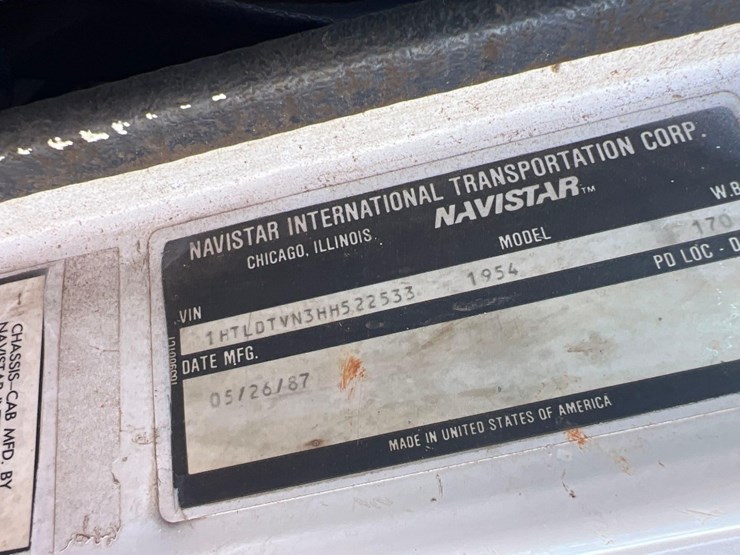 NAVISTAR INTERNATIONAL TRANSPORTATION CORP.
CHICAGO, ILLINOIS. NAVISTAR™
VIN MODEL W.B
1HTLDTVN3HH522533 1954 170
DATE MFG. PD LOC - D
05/26/87
MADE IN UNITED STATES OF AMERICA
CHASSIS-CAB MFD. BY